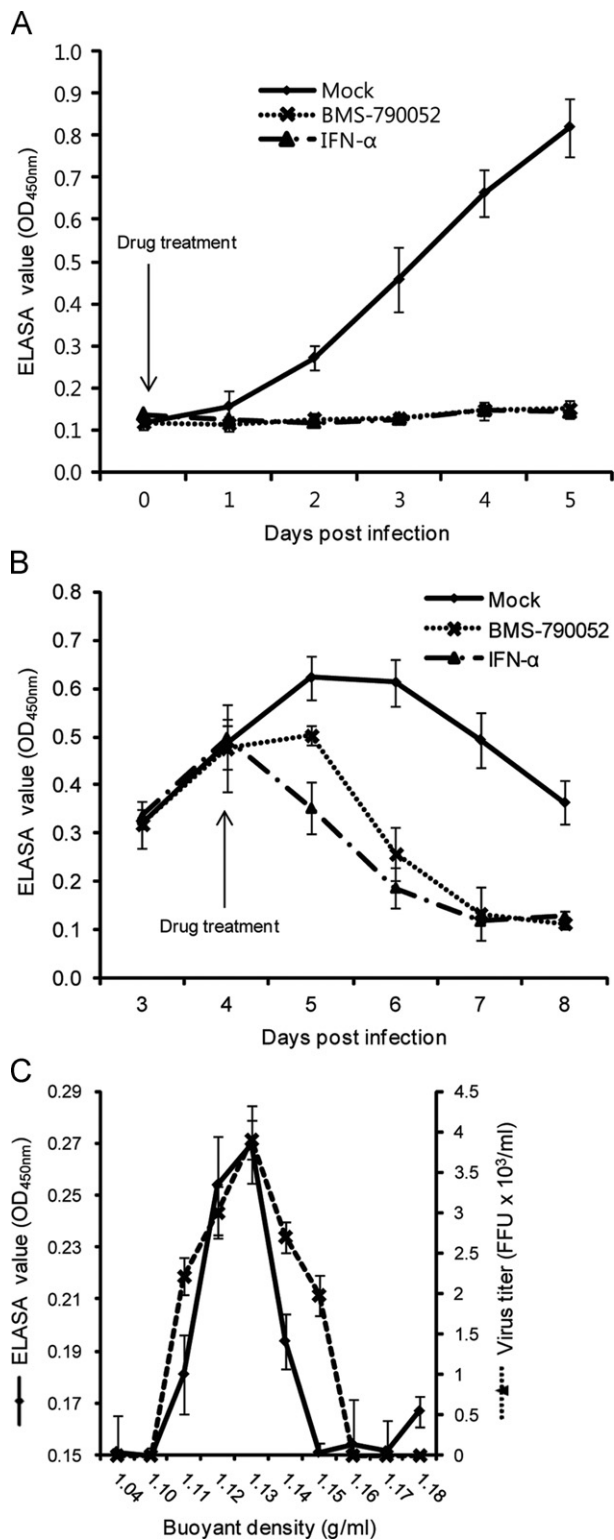 A
1.0
0.9
0.8
0.7
0.6
0.5
0.4
0.3
0.2
0.1
0.0
ELASA value (OD450nm)
Mock
BMS-790052
IFN-α
Drug treatment
0 1 2 3 4 5
Days post infection
B
0.8
0.7
0.6
0.5
0.4
0.3
0.2
0.1
0.0
ELASA value (OD450nm)
Mock
BMS-790052
IFN-α
Drug treatment
3 4 5 6 7 8
Days post infection
C
0.29
0.27
0.25
0.23
0.21
0.19
0.17
0.15
ELASA value (OD450nm)
4.5
4
3.5
3
2.5
2
1.5
1
0.5
0
Virus titer (FFU x 10³/ml)
1.04 1.10 1.11 1.12 1.13 1.14 1.15 1.16 1.17 1.18
Buoyant density (g/ml)